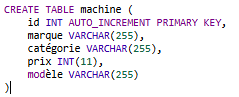 CREATE TABLE machine (
id INT AUTO_INCREMENT PRIMARY KEY,
marque VARCHAR(255),
catégorie VARCHAR(255),
prix INT(11),
modèle VARCHAR(255)
)